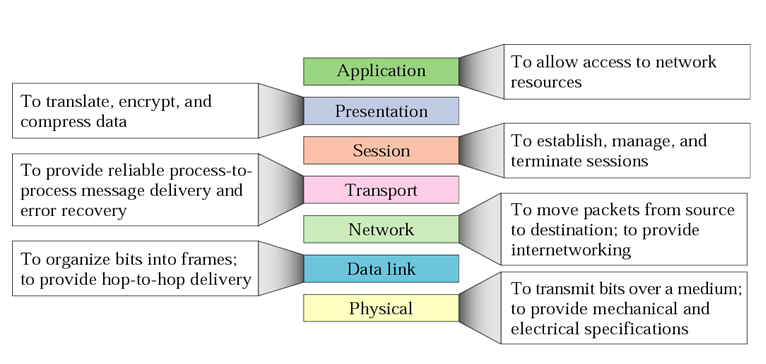 Application
To allow access to network
resources
To translate, encrypt, and
compress data
Presentation
Session
To establish, manage, and
terminate sessions
To provide reliable process-to-
process message delivery and
error recovery
Transport
Network
To move packets from source
to destination; to provide
internetworking
To organize bits into frames;
to provide hop-to-hop delivery
Data link
Physical
To transmit bits over a medium;
to provide mechanical and
electrical specifications